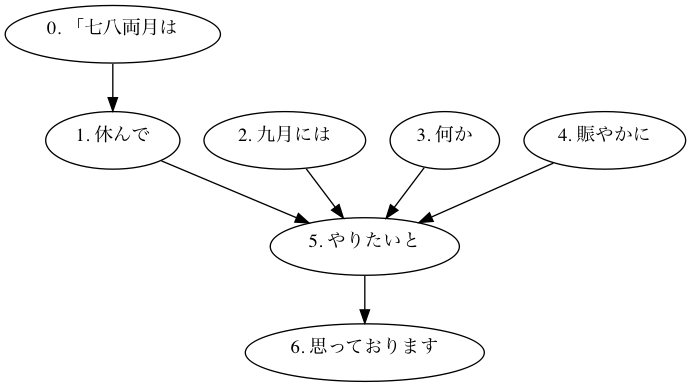 0. 「七八両月は
1. 休んで
2. 九月には
3. 何か
4. 賑やかに
5. やりたいと
6. 思っております